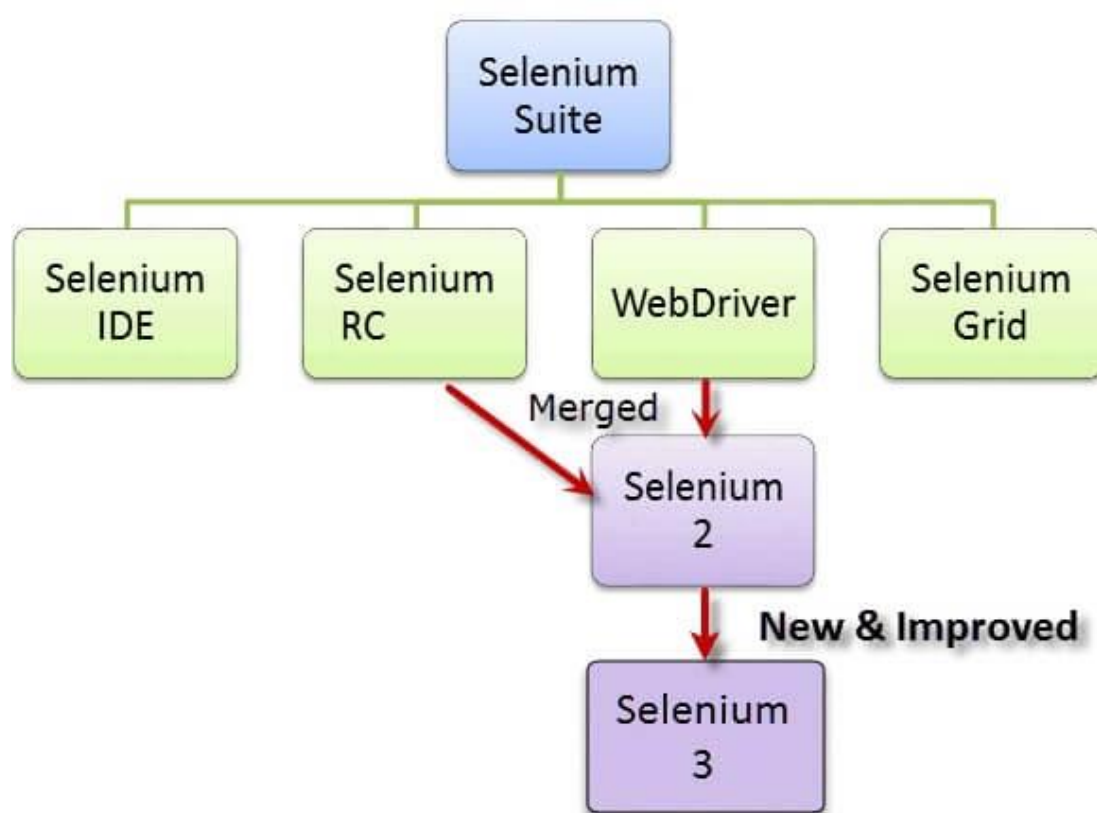 Selenium
Suite
Selenium
IDE
Selenium
RC
WebDriver
Selenium
Grid
Merged
Selenium
2
New & Improved
Selenium
3